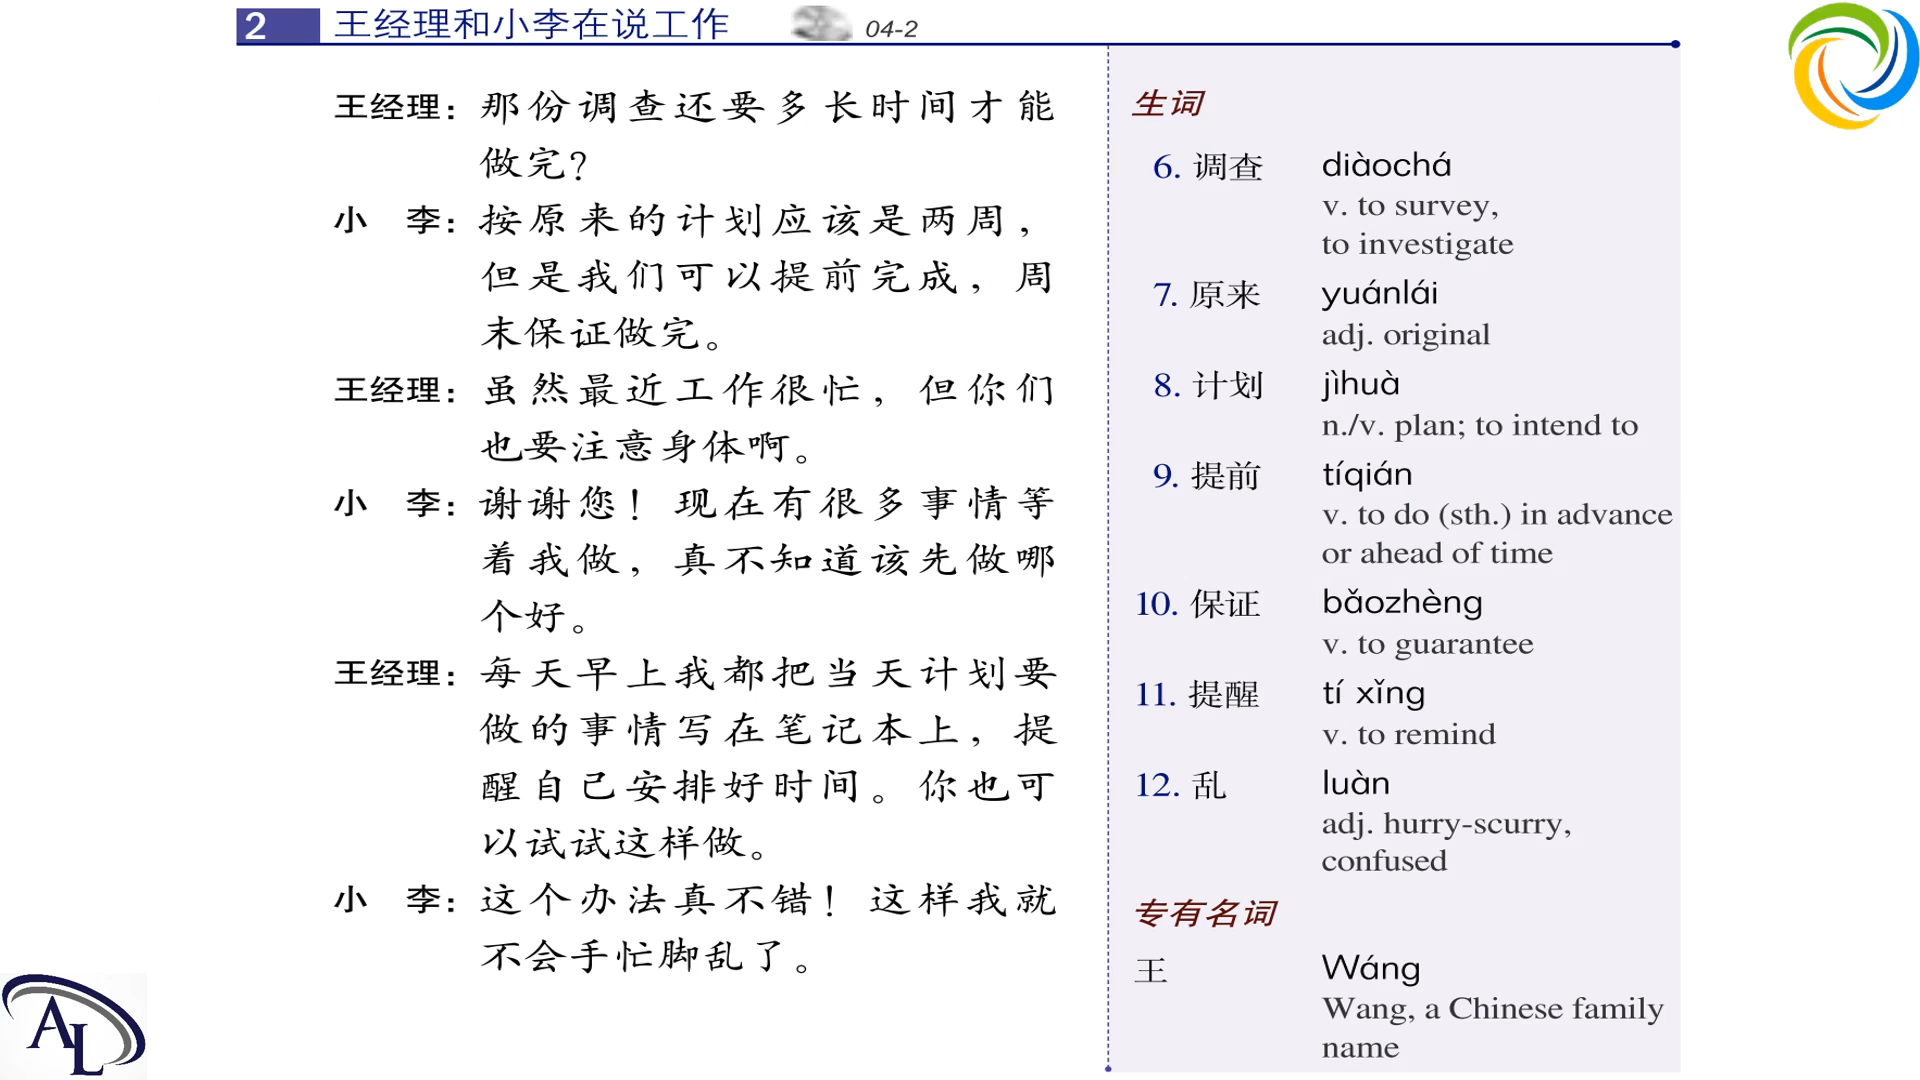 2 王经理和小李在说工作 04-2
王经理：那份调查还要多长时间才能
做完？
小 李：按原来的计划应该是两周，
但是我们可以提前完成，周
末保证做完。
王经理：虽然最近工作很忙，但你们
也要注意身体啊。
小 李：谢谢您！现在有很多事情等
着我做，真不知道该先做哪
个好。
王经理：每天早上我都把当天计划要
做的事情写在笔记本上，提
醒自己安排好时间。你也可
以试试这样做。
小 李：这个办法真不错！这样我就
不会手忙脚乱了。
生词
6. 调查 diàochá
v. to survey,
to investigate
7. 原来 yuánlái
adj. original
8. 计划 jìhuà
n./v. plan; to intend to
9. 提前 tíqián
v. to do (sth.) in advance
or ahead of time
10. 保证 bǎozhèng
v. to guarantee
11. 提醒 tí xǐng
v. to remind
12. 乱 luàn
adj. hurry-scurry,
confused
专有名词
王 Wáng
Wang, a Chinese family
name
AL